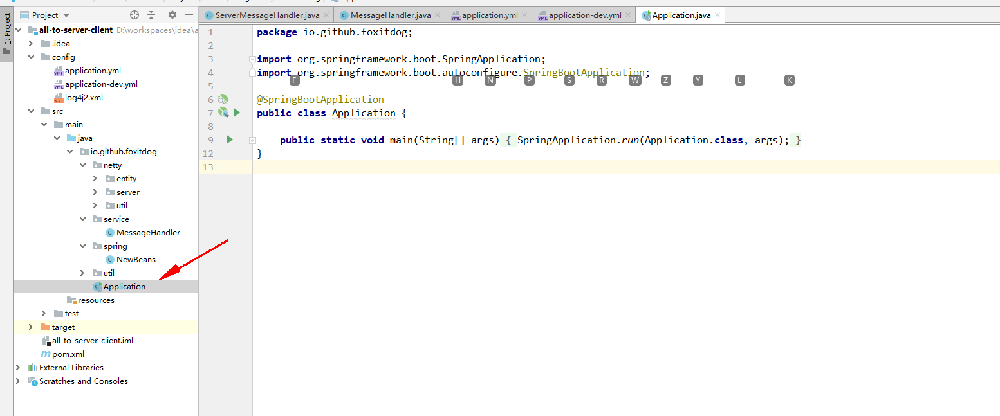 1: Project
Project
ServerMessageHandler.java
MessageHandler.java
application.yml
application-dev.yml
Application.java
all-to-server-client D:\workspaces\idea\a
.idea
config
application.yml
application-dev.yml
log4j2.xml
src
main
java
io.github.foxitdog
netty
entity
server
util
service
MessageHandler
spring
NewBeans
util
Application
resources
test
target
all-to-server-client.iml
pom.xml
External Libraries
Scratches and Consoles
1 package io.github.foxitdog;
2
3 import org.springframework.boot.SpringApplication;
4 import org.springframework.boot.autoconfigure.SpringBootApplication;
F H N P S R W Z Y L K
5
6 @SpringBootApplication
7 public class Application {
8
9 public static void main(String[] args) { SpringApplication.run(Application.class, args); }
12 }
13